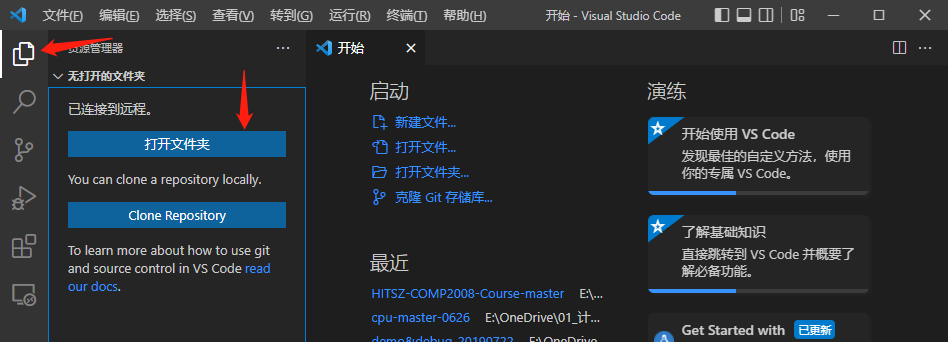 文件(F) 编辑(E) 选择(S) 查看(V) 转到(G) 运行(R) 终端(T) 帮助(H) 开始 - Visual Studio Code
资源管理器
无打开的文件夹
已连接到远程。
打开文件夹
You can clone a repository locally.
Clone Repository
To learn more about how to use git
and source control in VS Code read
our docs.
开始
启动
新建文件...
打开文件...
打开文件夹...
克隆 Git 存储库...
最近
HITSZ-COMP2008-Course-master E:\...
cpu-master-0626 E:\OneDrive\01_计...
demo8debug-20190722 E:\OneDrive...
演练
开始使用 VS Code
发现最佳的自定义方法，使用
你的专属 VS Code。
了解基础知识
直接跳转到 VS Code 并概要了
解必备功能。
Get Started with 已更新